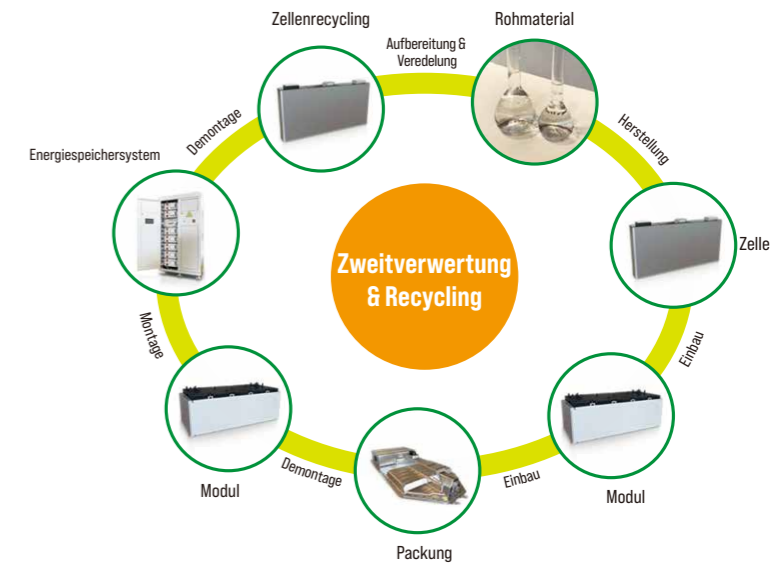 Zellenrecycling
Aufbereitung &
Veredelung
Rohmaterial
Herstellung
Zelle
Einbau
Modul
Einbau
Packung
Demontage
Modul
Montage
Energiespeichersystem
Demontage
Zweitverwertung
& Recycling